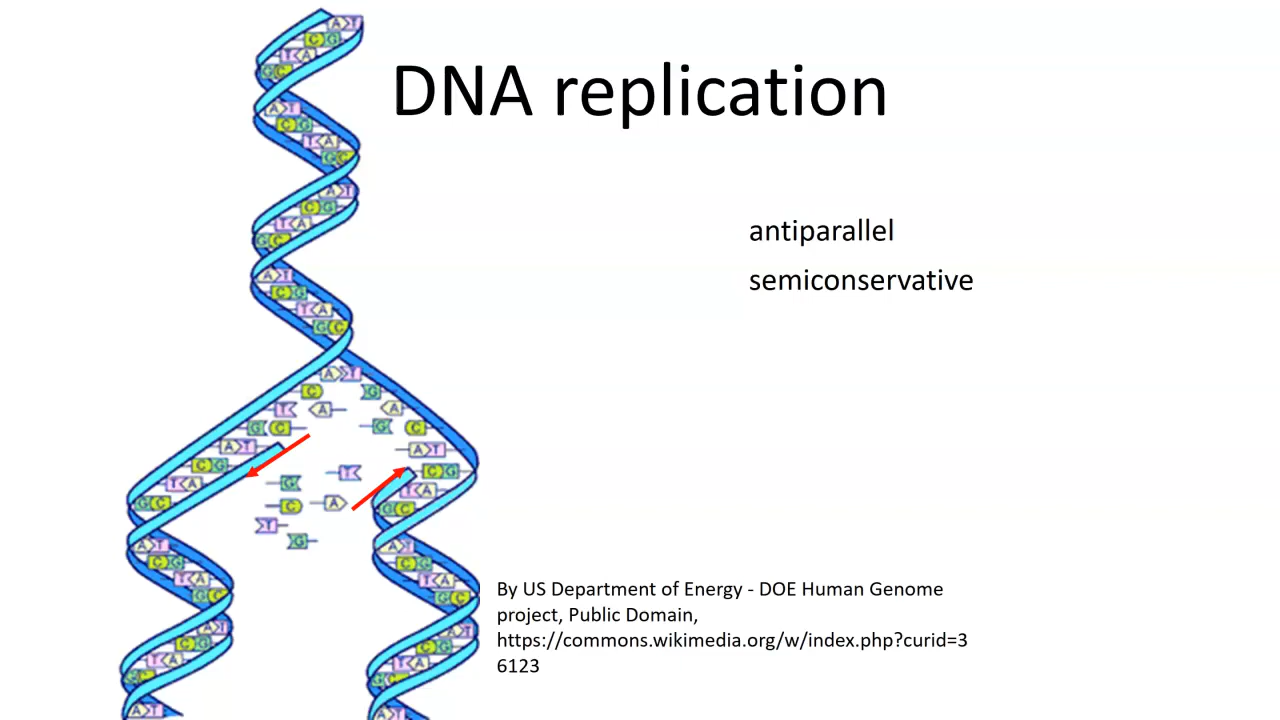 DNA replication
antiparallel
semiconservative
A T
C G
T A
G C
A T
C G
T A
G C
A T
C G
T A
G C
A T
C G
T A
G C
A T
C G
T A A
G C G C
A T A T
C G C G
T A T A
G C G C
T
G
C A
T
G
A T A T
C G C G
T A T A
G C G C
A T A T
C G C G
T A T A
G C G C
A T A T
By US Department of Energy - DOE Human Genome
project, Public Domain,
https://commons.wikimedia.org/w/index.php?curid=3
6123